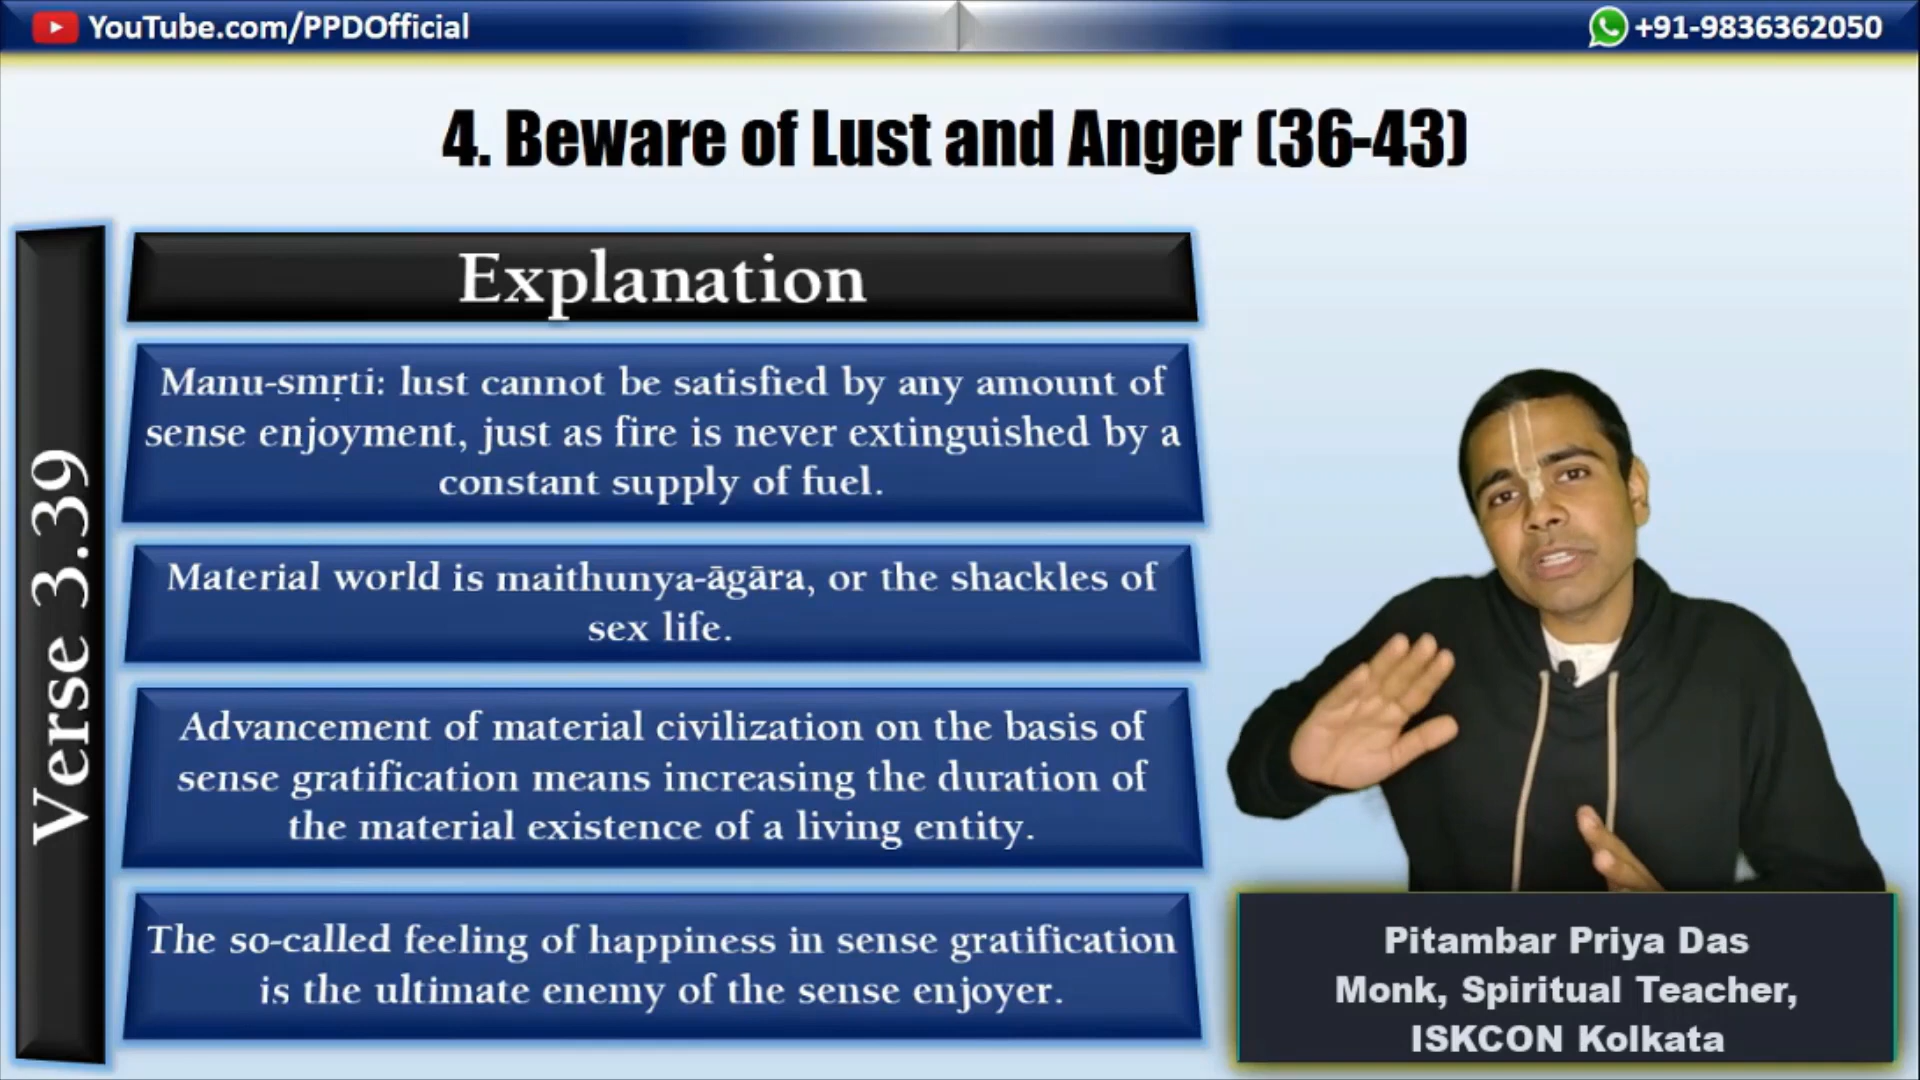 YouTube.com/PPDOfficial
+91-9836362050
4. Beware of Lust and Anger (36-43)
Verse 3.39
Explanation
Manu-smṛti: lust cannot be satisfied by any amount of
sense enjoyment, just as fire is never extinguished by a
constant supply of fuel.
Material world is maithunya-āgāra, or the shackles of
sex life.
Advancement of material civilization on the basis of
sense gratification means increasing the duration of
the material existence of a living entity.
The so-called feeling of happiness in sense gratification
is the ultimate enemy of the sense enjoyer.
Pitambar Priya Das
Monk, Spiritual Teacher,
ISKCON Kolkata